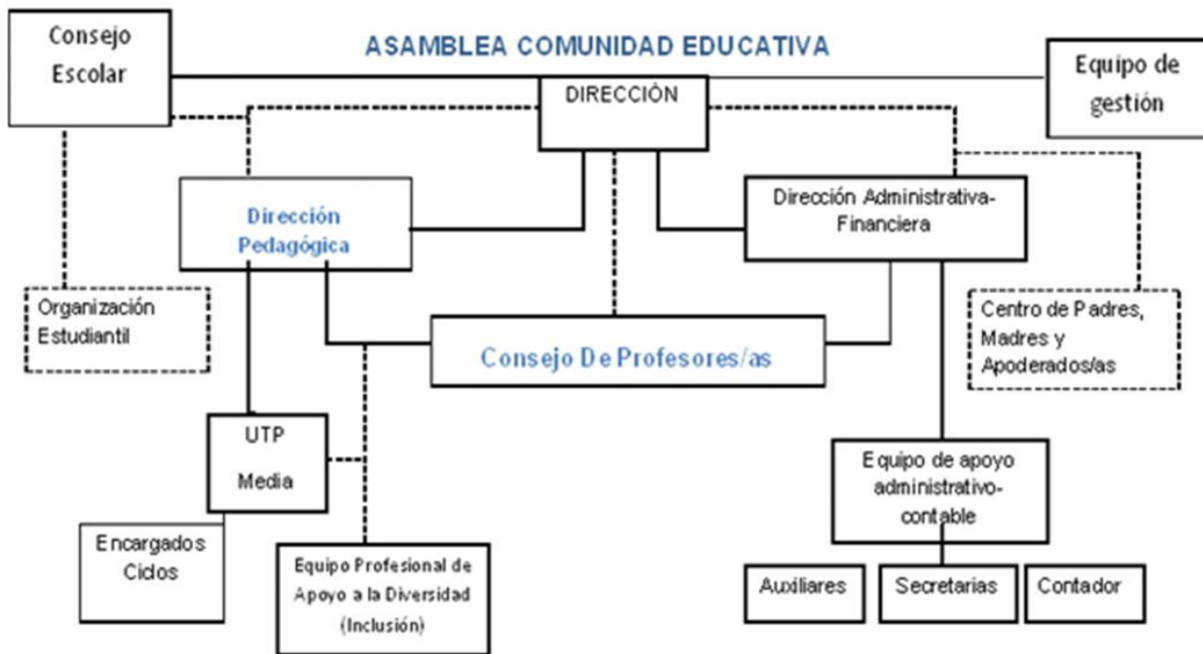 Consejo
Escolar
ASAMBLEA COMUNIDAD EDUCATIVA
Equipo de
gestión
DIRECCIÓN
Dirección
Pedagógica
Dirección Administrativa-
Financiera
Organización
Estudiantil
Consejo De Profesores/as
Centro de Padres,
Madres y
Apoderados/as
UTP
Media
Equipo de apoyo
administrativo-
contable
Encargados
Ciclos
Equipo Profesional de
Apoyo a la Diversidad
(Inclusión)
Auxiliares
Secretarias
Contador